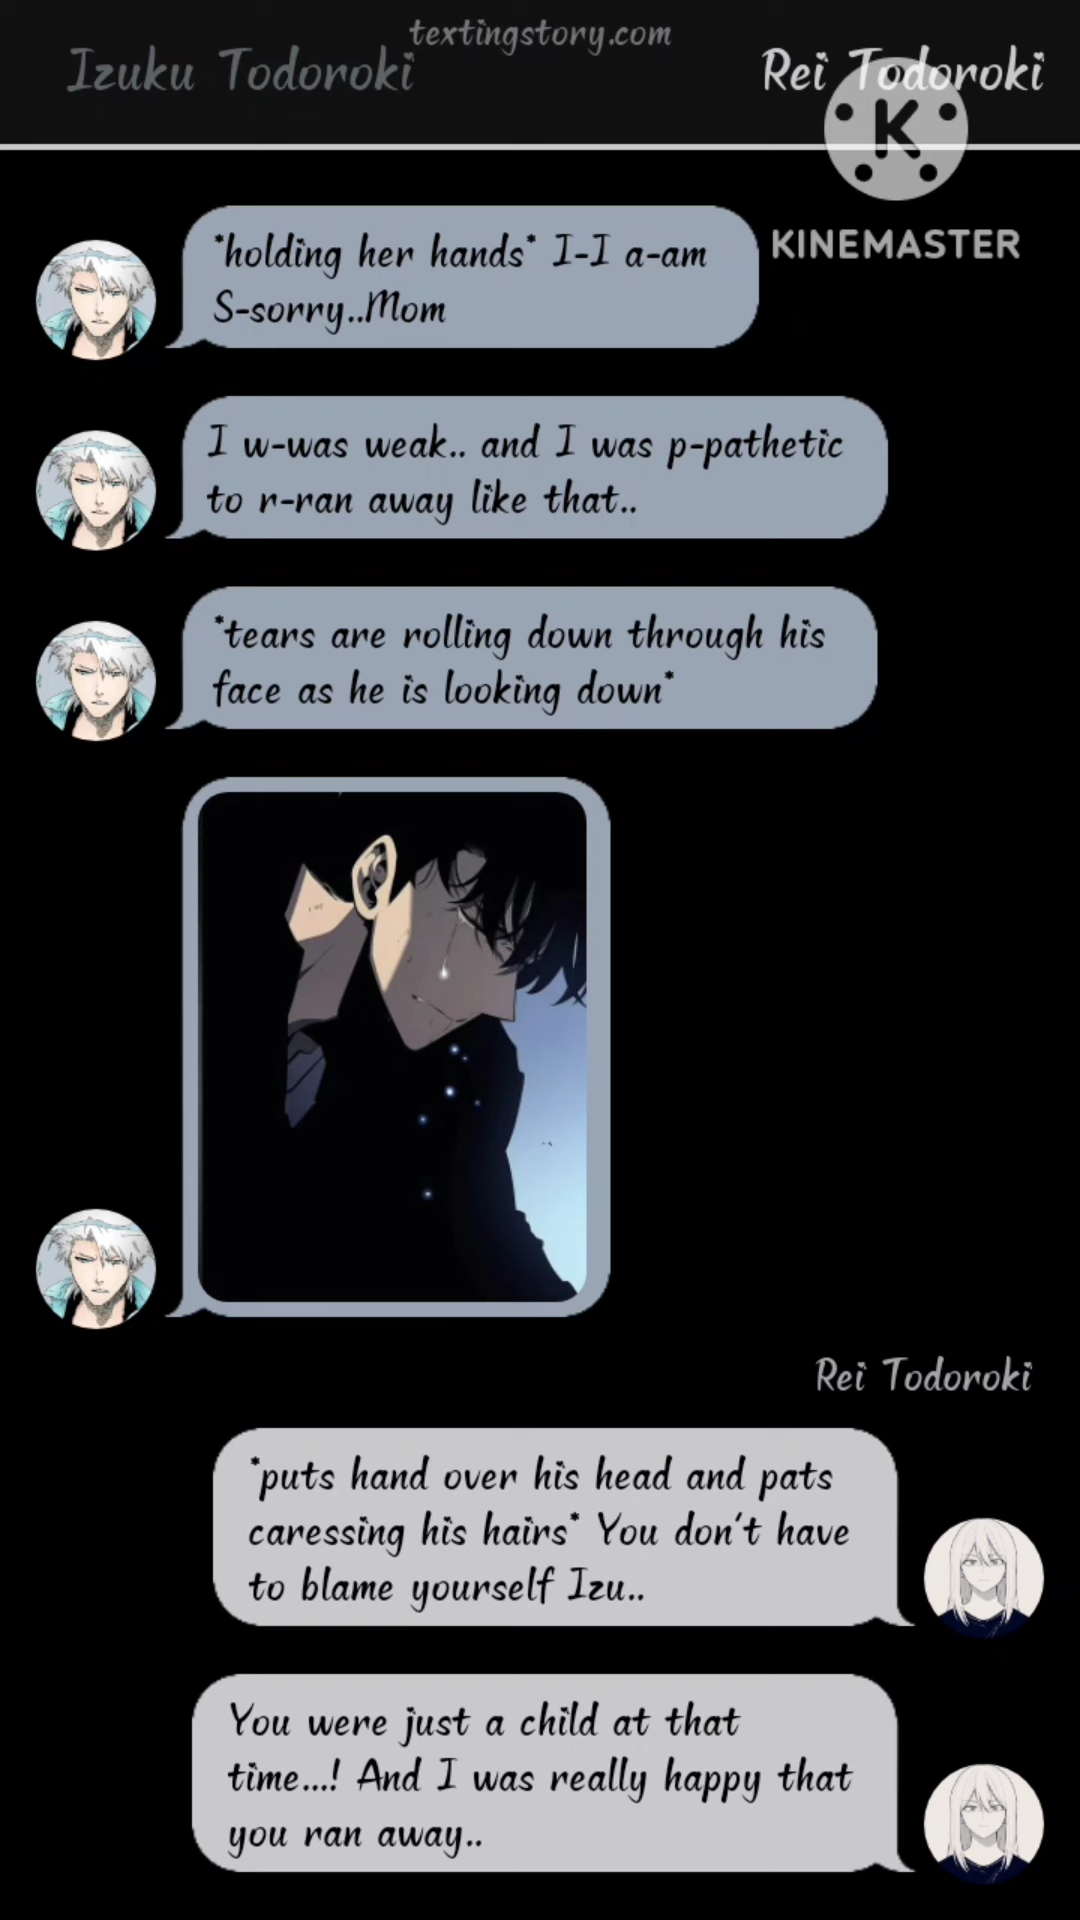 textingstory.com
Izuku Todoroki
Rei Todoroki
K
KINEMASTER
*holding her hands* I-I a-am
S-sorry..Mom
I w-was weak.. and I was p-pathetic
to r-ran away like that..
*tears are rolling down through his
face as he is looking down*
Rei Todoroki
*puts hand over his head and pats
caressing his hairs* You don't have
to blame yourself Izu..
You were just a child at that
time...! And I was really happy that
you ran away..